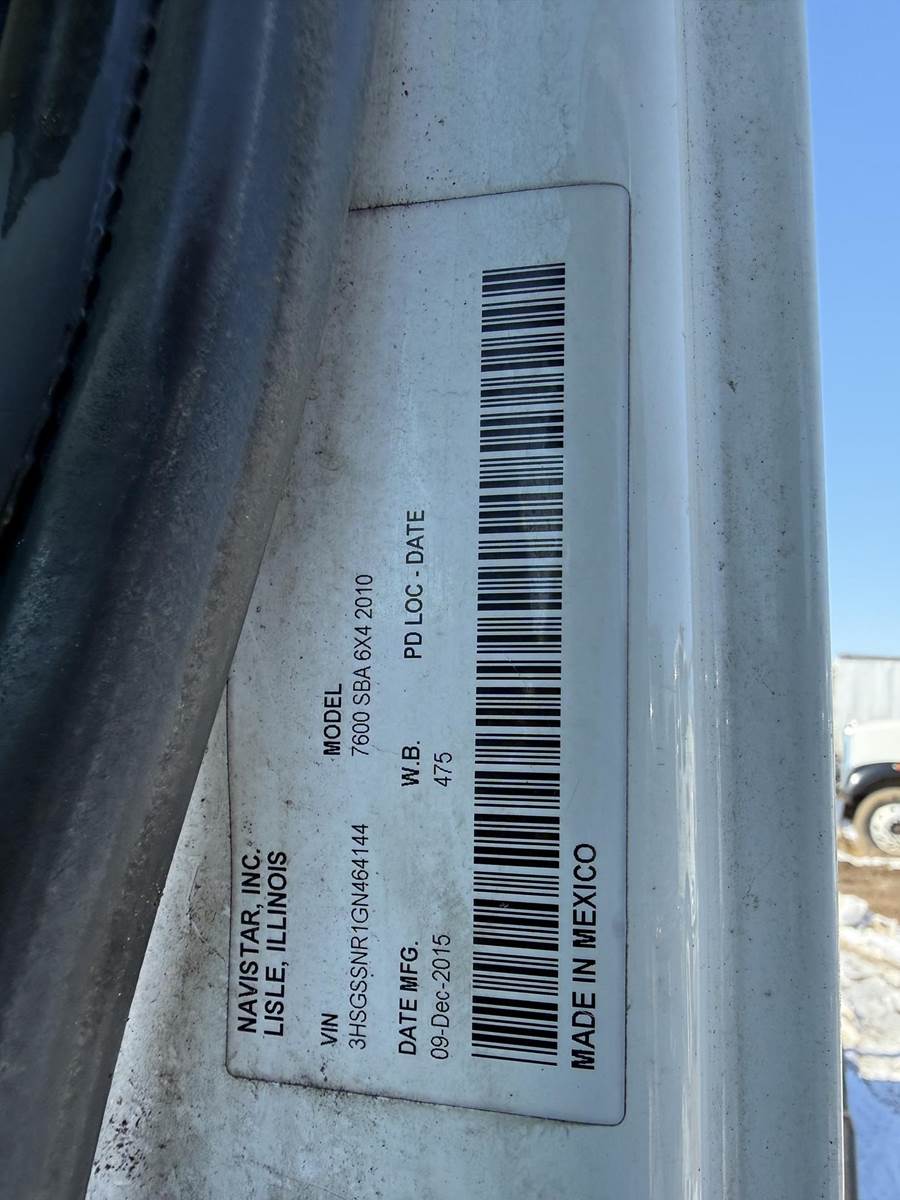 NAVISTAR, INC.
LISLE, ILLINOIS
VIN MODEL
3HSGSSNR1GN464144 7600 SBA 6X4 2010
DATE MFG. W.B. PD LOC - DATE
09-Dec-2015 475
MADE IN MEXICO